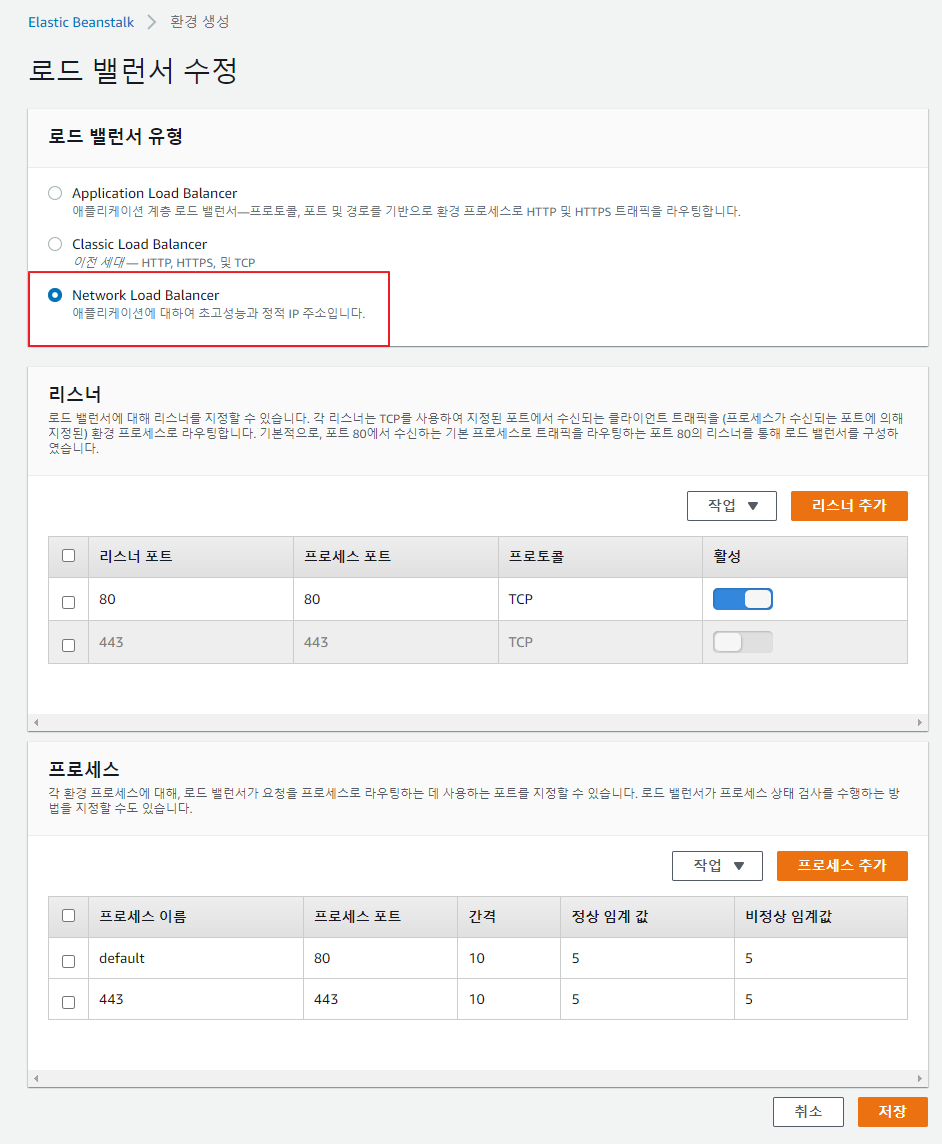 Elastic Beanstalk > 환경 생성
로드 밸런서 수정
로드 밸런서 유형
Application Load Balancer
애플리케이션 계층 로드 밸런서—프로토콜, 포트 및 경로를 기반으로 환경 프로세스로 HTTP 및 HTTPS 트래픽을 라우팅합니다.
Classic Load Balancer
이전 세대 — HTTP, HTTPS, 및 TCP
Network Load Balancer
애플리케이션에 대하여 초고성능과 정적 IP 주소입니다.
리스너
로드 밸런서에 대해 리스너를 지정할 수 있습니다. 각 리스너는 TCP를 사용하여 지정된 포트에서 수신되는 클라이언트 트래픽을 (프로세스가 수신되는 포트에 의해
지정된) 환경 프로세스로 라우팅합니다. 기본적으로, 포트 80에서 수신하는 기본 프로세스로 트래픽을 라우팅하는 포트 80의 리스너를 통해 로드 밸런서를 구성하
였습니다.
작업 리스너 추가
리스너 포트 프로세스 포트 프로토콜 활성
80 80 TCP
443 443 TCP
프로세스
각 환경 프로세스에 대해, 로드 밸런서가 요청을 프로세스로 라우팅하는 데 사용하는 포트를 지정할 수 있습니다. 로드 밸런서가 프로세스 상태 검사를 수행하는 방
법을 지정할 수도 있습니다.
작업 프로세스 추가
프로세스 이름 프로세스 포트 간격 정상 임계 값 비정상 임계값
default 80 10 5 5
443 443 10 5 5
취소 저장